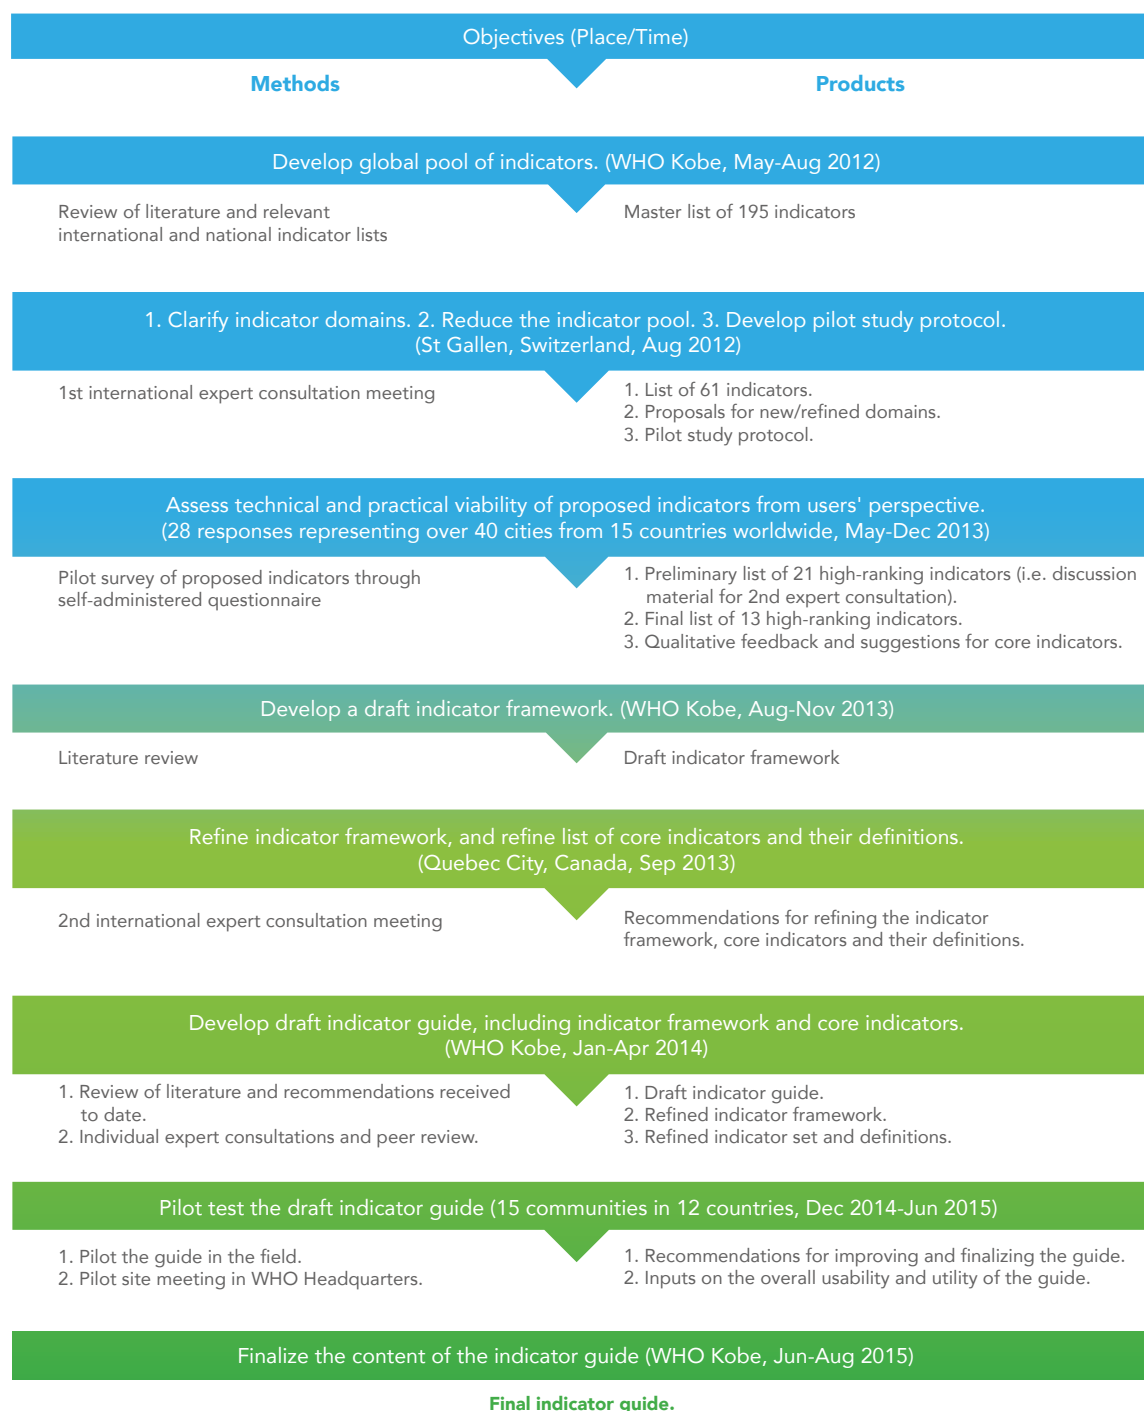 Objectives (Place/Time)
Methods
Products
Develop global pool of indicators. (WHO Kobe, May-Aug 2012)
Review of literature and relevant
international and national indicator lists
Master list of 195 indicators
1. Clarify indicator domains. 2. Reduce the indicator pool. 3. Develop pilot study protocol.
(St Gallen, Switzerland, Aug 2012)
1st international expert consultation meeting
1. List of 61 indicators.
2. Proposals for new/refined domains.
3. Pilot study protocol.
Assess technical and practical viability of proposed indicators from users' perspective.
(28 responses representing over 40 cities from 15 countries worldwide, May-Dec 2013)
Pilot survey of proposed indicators through
self-administered questionnaire
1. Preliminary list of 21 high-ranking indicators (i.e. discussion
material for 2nd expert consultation).
2. Final list of 13 high-ranking indicators.
3. Qualitative feedback and suggestions for core indicators.
Develop a draft indicator framework. (WHO Kobe, Aug-Nov 2013)
Literature review
Draft indicator framework
Refine indicator framework, and refine list of core indicators and their definitions.
(Quebec City, Canada, Sep 2013)
2nd international expert consultation meeting
Recommendations for refining the indicator
framework, core indicators and their definitions.
Develop draft indicator guide, including indicator framework and core indicators.
(WHO Kobe, Jan-Apr 2014)
1. Review of literature and recommendations received
to date.
2. Individual expert consultations and peer review.
1. Draft indicator guide.
2. Refined indicator framework.
3. Refined indicator set and definitions.
Pilot test the draft indicator guide (15 communities in 12 countries, Dec 2014-Jun 2015)
1. Pilot the guide in the field.
2. Pilot site meeting in WHO Headquarters.
1. Recommendations for improving and finalizing the guide.
2. Inputs on the overall usability and utility of the guide.
Finalize the content of the indicator guide (WHO Kobe, Jun-Aug 2015)
Final indicator guide.